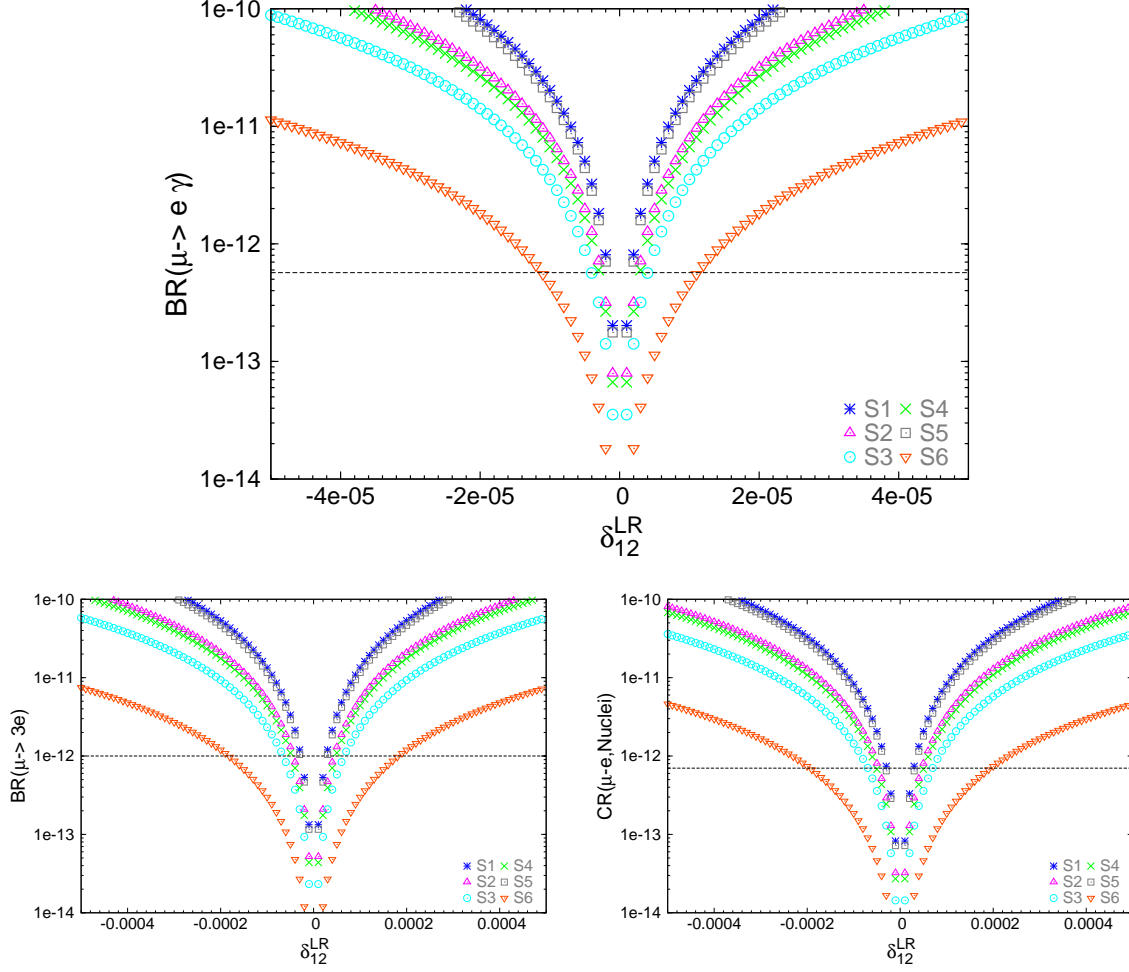 1e-10
1e-11
1e-12
1e-13
1e-14
BR(μ-> e γ)
-4e-05 -2e-05 0 2e-05 4e-05
δ₁₂ᴸᴿ
S1 S4
S2 S5
S3 S6
1e-10
1e-11
1e-12
1e-13
1e-14
BR(μ-> 3e)
-0.0004 -0.0002 0 0.0002 0.0004
δ₁₂ᴸᴿ
S1 S4
S2 S5
S3 S6
1e-10
1e-11
1e-12
1e-13
1e-14
CR(μ-e,Nuclei)
-0.0004 -0.0002 0 0.0002 0.0004
δ₁₂ᴸᴿ
S1 S4
S2 S5
S3 S6